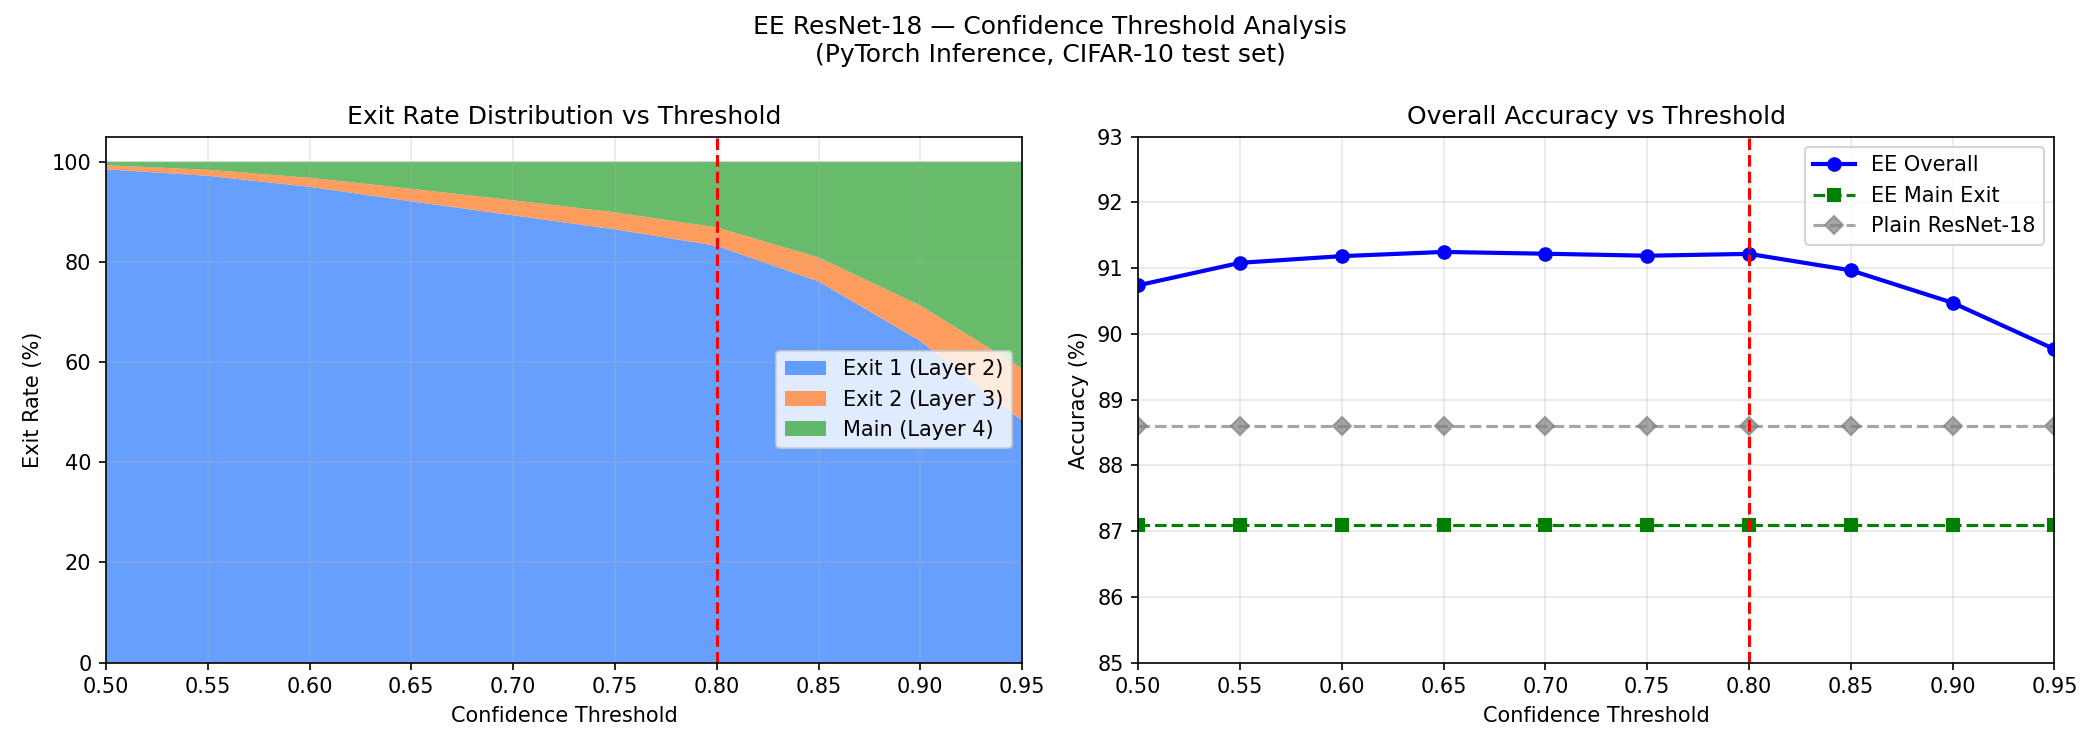 EE ResNet-18 — Confidence Threshold Analysis
(PyTorch Inference, CIFAR-10 test set)
Exit Rate Distribution vs Threshold
Exit Rate (%)
100
80
60
40
20
0
Exit 1 (Layer 2)
Exit 2 (Layer 3)
Main (Layer 4)
0.50 0.55 0.60 0.65 0.70 0.75 0.80 0.85 0.90 0.95
Confidence Threshold
Overall Accuracy vs Threshold
Accuracy (%)
93
92
91
90
89
88
87
86
85
EE Overall
EE Main Exit
Plain ResNet-18
0.50 0.55 0.60 0.65 0.70 0.75 0.80 0.85 0.90 0.95
Confidence Threshold